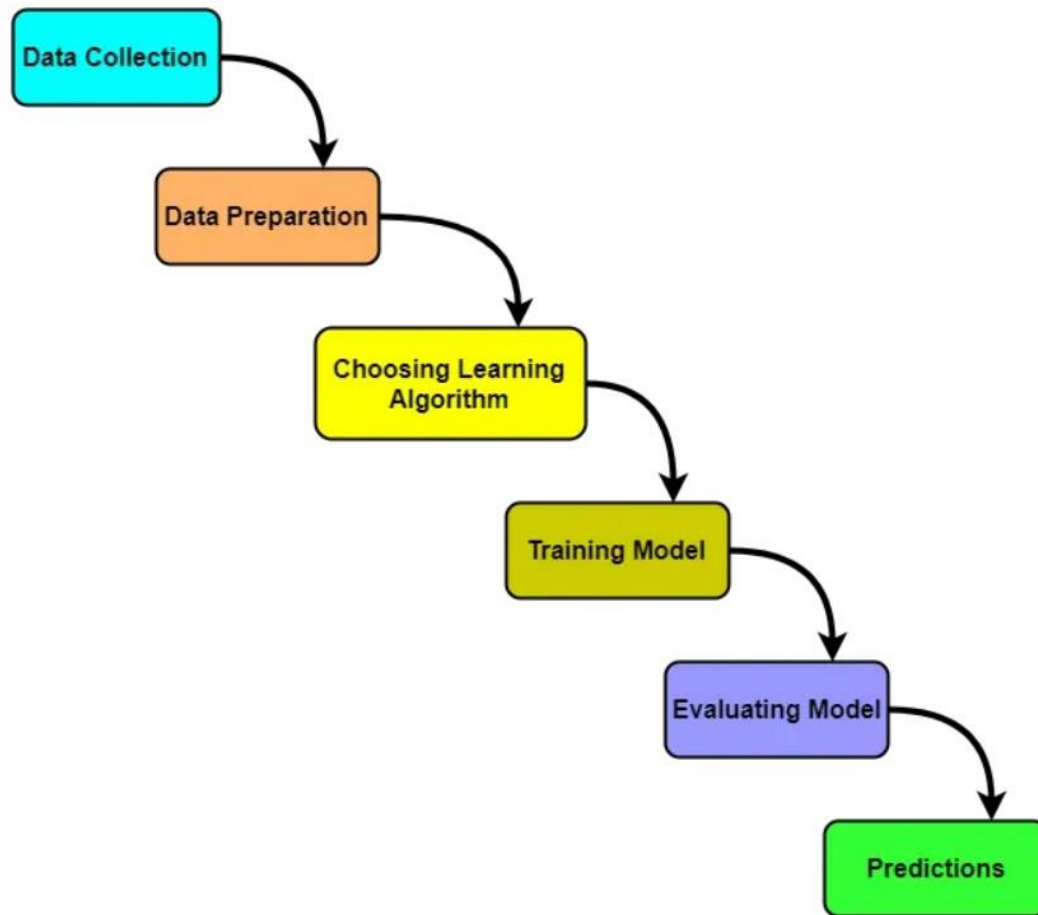 Data Collection
Data Preparation
Choosing Learning
Algorithm
Training Model
Evaluating Model
Predictions